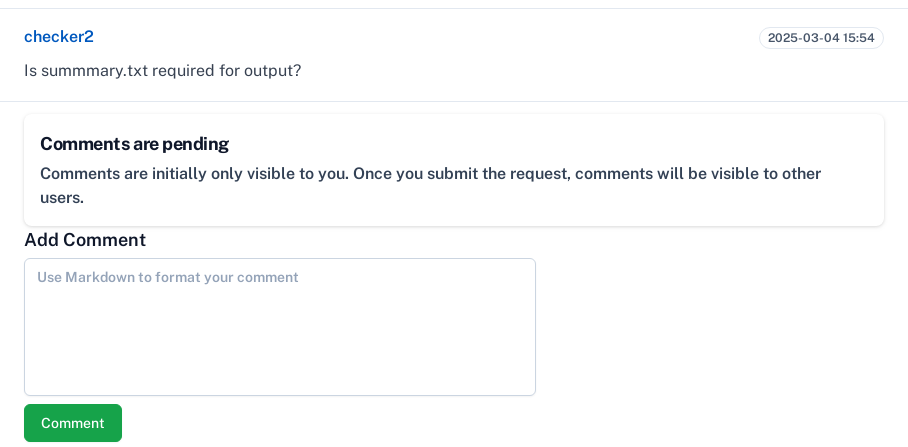 checker2
2025-03-04 15:54
Is summmary.txt required for output?
Comments are pending
Comments are initially only visible to you. Once you submit the request, comments will be visible to other
users.
Add Comment
Use Markdown to format your comment
Comment